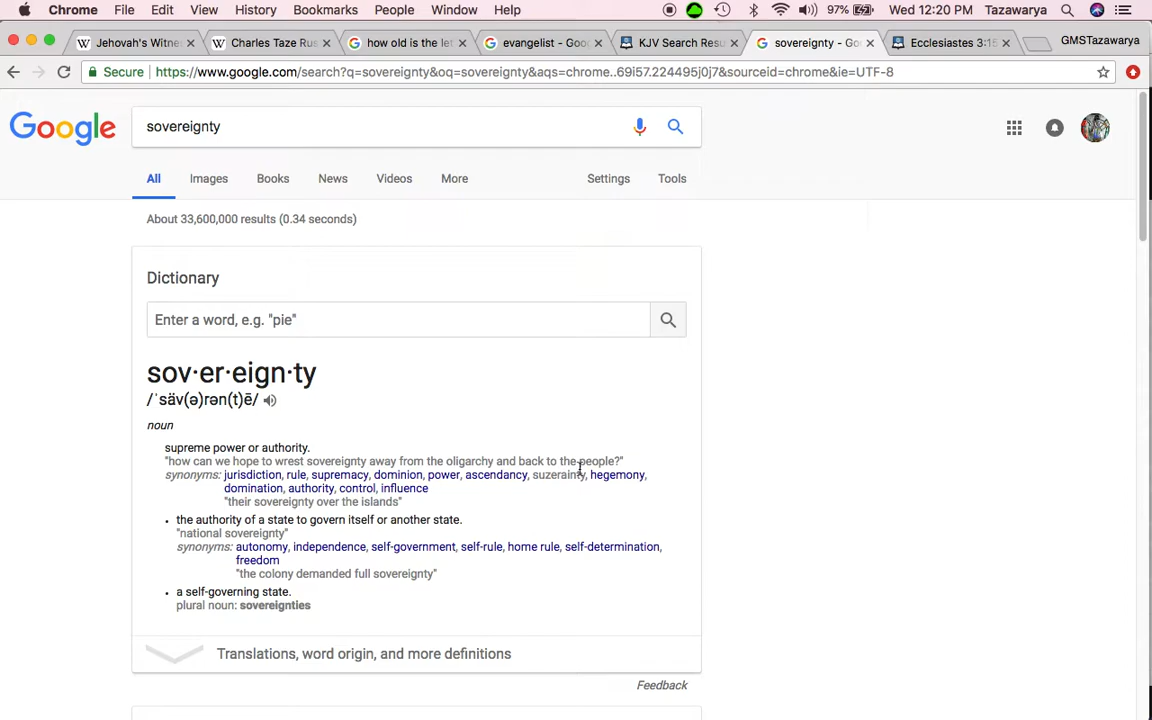 Chrome File Edit View History Bookmarks People Window Help 97% Wed 12:20 PM Tazawarya
Jehovah's Witne Charles Taze Rus how old is the let evangelist - Goo KJV Search Resu sovereignty - Go Ecclesiastes 3:15 GMSTazawarya
Secure https://www.google.com/search?q=sovereignty&oq=sovereignty&aqs=chrome..69i57.224495j0j7&sourceid=chrome&ie=UTF-8
Google sovereignty
All Images Books News Videos More Settings Tools
About 33,600,000 results (0.34 seconds)
Dictionary
Enter a word, e.g. "pie"
sov·er·eign·ty
/ˈsäv(ə)rən(t)ē/
noun
supreme power or authority.
"how can we hope to wrest sovereignty away from the oligarchy and back to the people?"
synonyms: jurisdiction, rule, supremacy, dominion, power, ascendancy, suzerainty, hegemony,
domination, authority, control, influence
"their sovereignty over the islands"
• the authority of a state to govern itself or another state.
"national sovereignty"
synonyms: autonomy, independence, self-government, self-rule, home rule, self-determination,
freedom
"the colony demanded full sovereignty"
• a self-governing state.
plural noun: sovereignties
Translations, word origin, and more definitions
Feedback